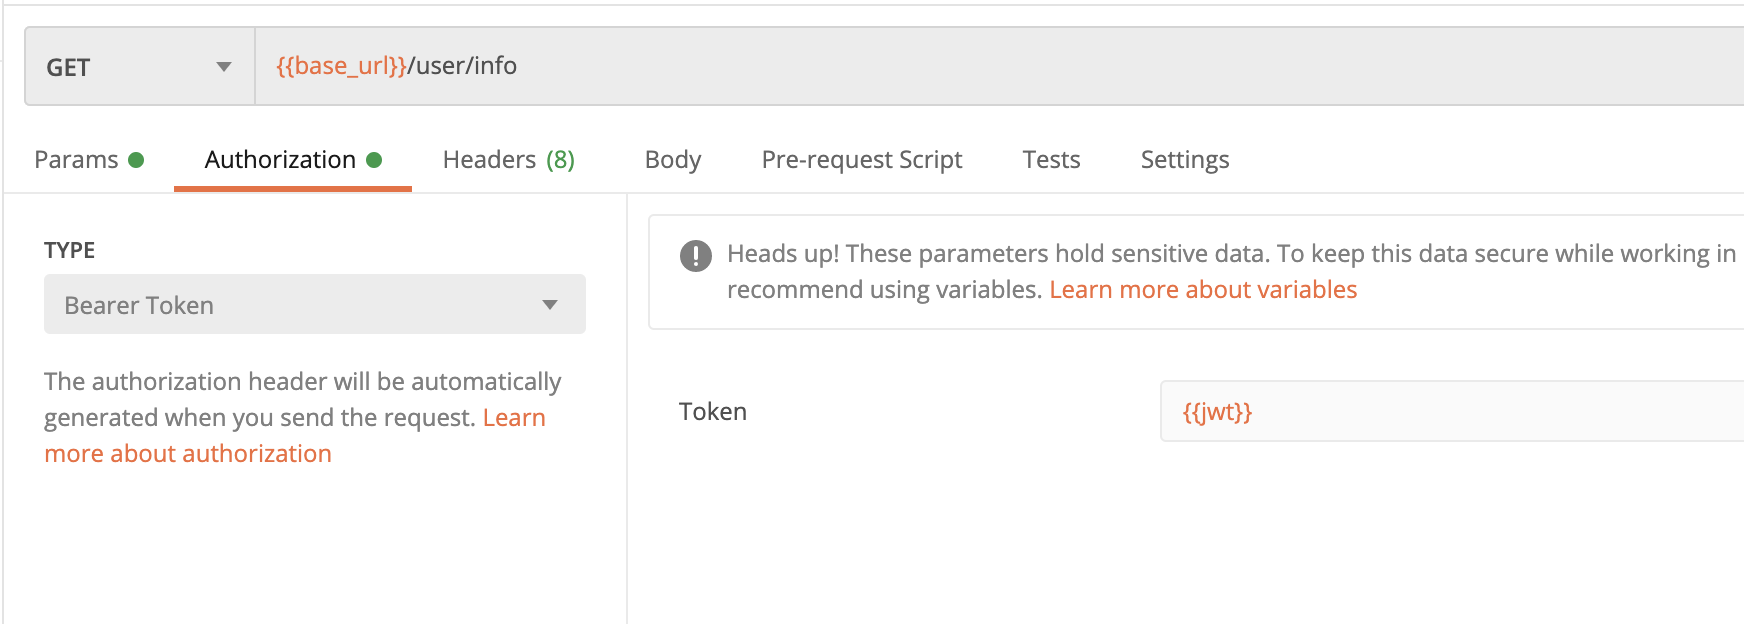 GET
{{base_url}}/user/info
Params
Authorization
Headers (8)
Body
Pre-request Script
Tests
Settings
TYPE
Bearer Token
The authorization header will be automatically
generated when you send the request. Learn
more about authorization
Heads up! These parameters hold sensitive data. To keep this data secure while working in
recommend using variables. Learn more about variables
Token
{{jwt}}